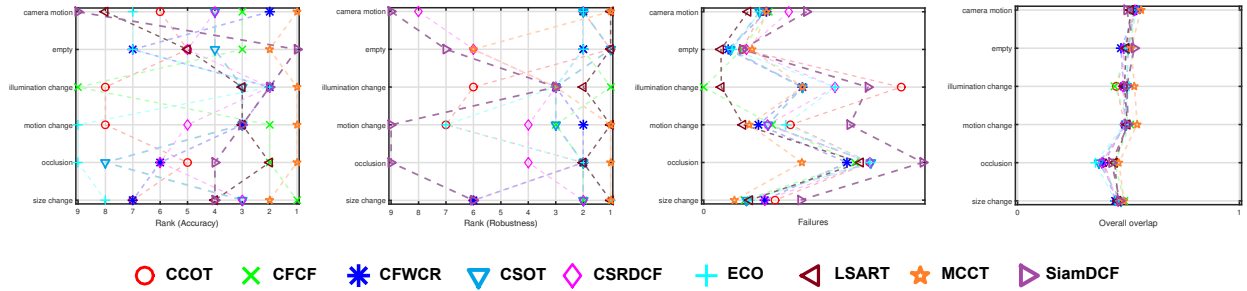 camera motion
empty
illumination change
motion change
occlusion
size change
9 8 7 6 5 4 3 2 1
Rank (Accuracy)
camera motion
empty
illumination change
motion change
occlusion
size change
9 8 7 6 5 4 3 2 1
Rank (Robustness)
camera motion
empty
illumination change
motion change
occlusion
size change
0
Failures
camera motion
empty
illumination change
motion change
occlusion
size change
0 1
Overall overlap
CCOT CFCF CFWCR CSOT CSRDCF ECO LSART MCCT SiamDCF